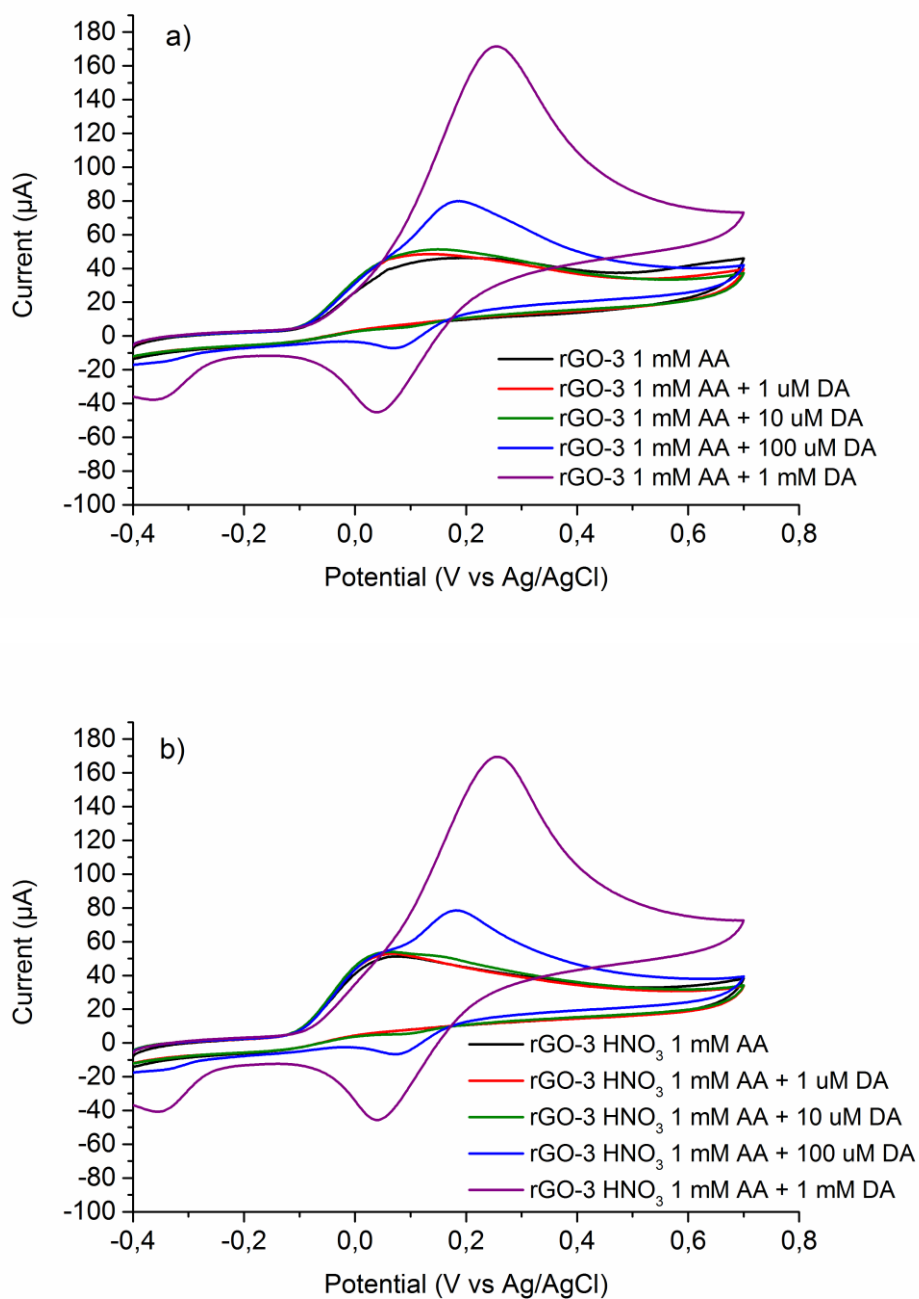 a)
180
160
140
120
100
80
60
40
20
0
-20
-40
-60
-80
-100
Current (µA)
rGO-3 1 mM AA
rGO-3 1 mM AA + 1 uM DA
rGO-3 1 mM AA + 10 uM DA
rGO-3 1 mM AA + 100 uM DA
rGO-3 1 mM AA + 1 mM DA
-0,4 -0,2 0,0 0,2 0,4 0,6 0,8
Potential (V vs Ag/AgCl)
b)
180
160
140
120
100
80
60
40
20
0
-20
-40
-60
-80
-100
Current (µA)
rGO-3 HNO₃ 1 mM AA
rGO-3 HNO₃ 1 mM AA + 1 uM DA
rGO-3 HNO₃ 1 mM AA + 10 uM DA
rGO-3 HNO₃ 1 mM AA + 100 uM DA
rGO-3 HNO₃ 1 mM AA + 1 mM DA
-0,4 -0,2 0,0 0,2 0,4 0,6 0,8
Potential (V vs Ag/AgCl)